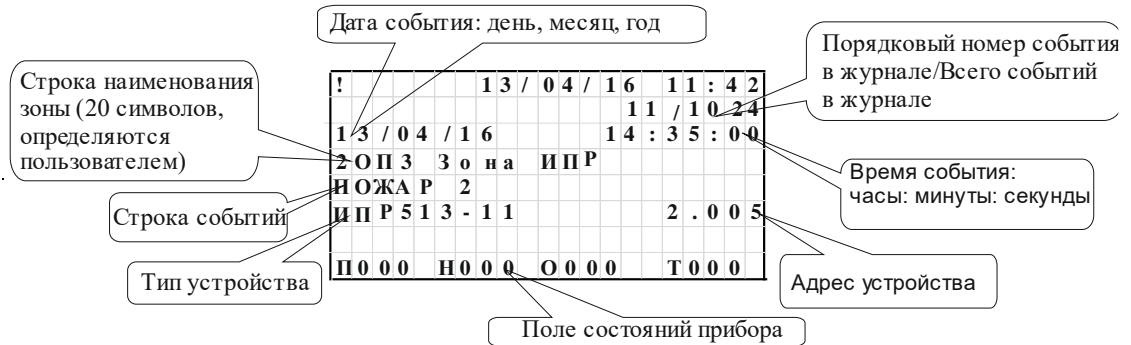 Дата события: день, месяц, год
Порядковый номер события
в журнале/Всего событий
в журнале
Строка наименования
зоны (20 символов,
определяются
пользователем)
! 13/04/16 11:42
11/1024
13/04/16 14:35:00
2ОПЗ Зона ИПР
ПОЖАР 2
ИПР513-11 2.005
П000 Н000 О000 Т000
Время события:
часы: минуты: секунды
Строка событий
Тип устройства
Адрес устройства
Поле состояний прибора